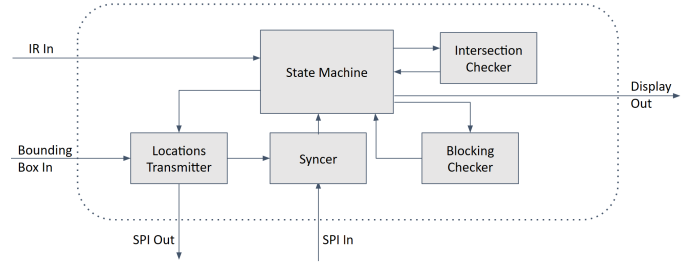 IR In
State Machine
Intersection
Checker
Display
Out
Bounding
Box In
Locations
Transmitter
Syncer
Blocking
Checker
SPI Out
SPI In